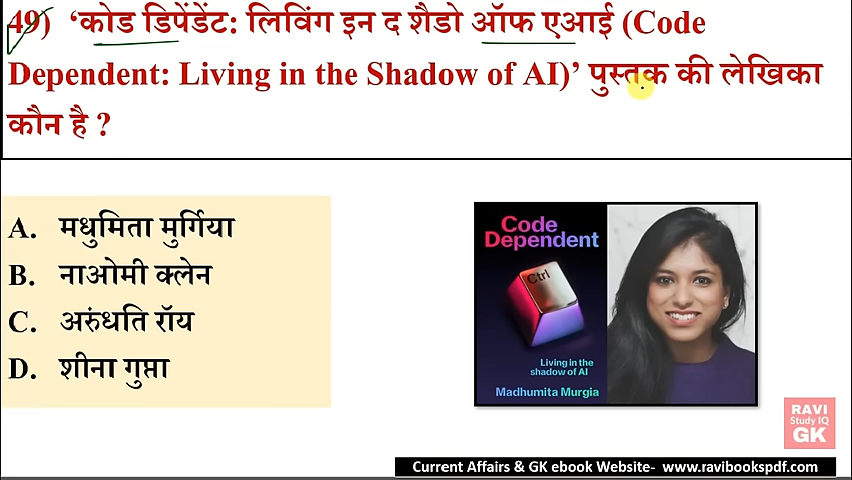 49) ‘कोड डिपेंडेंट: लिविंग इन द शैडो ऑफ एआई (Code
Dependent: Living in the Shadow of AI)’ पुस्तक की लेखिका
कौन है ?
A. मधुमिता मुर्गिया
B. नाओमी क्लेन
C. अरुंधति रॉय
D. शीना गुप्ता
Code
Dependent
Ctrl
Living in the
shadow of AI
Madhumita Murgia
RAVI
Study IQ
GK
Current Affairs & GK ebook Website- www.ravibookspdf.com